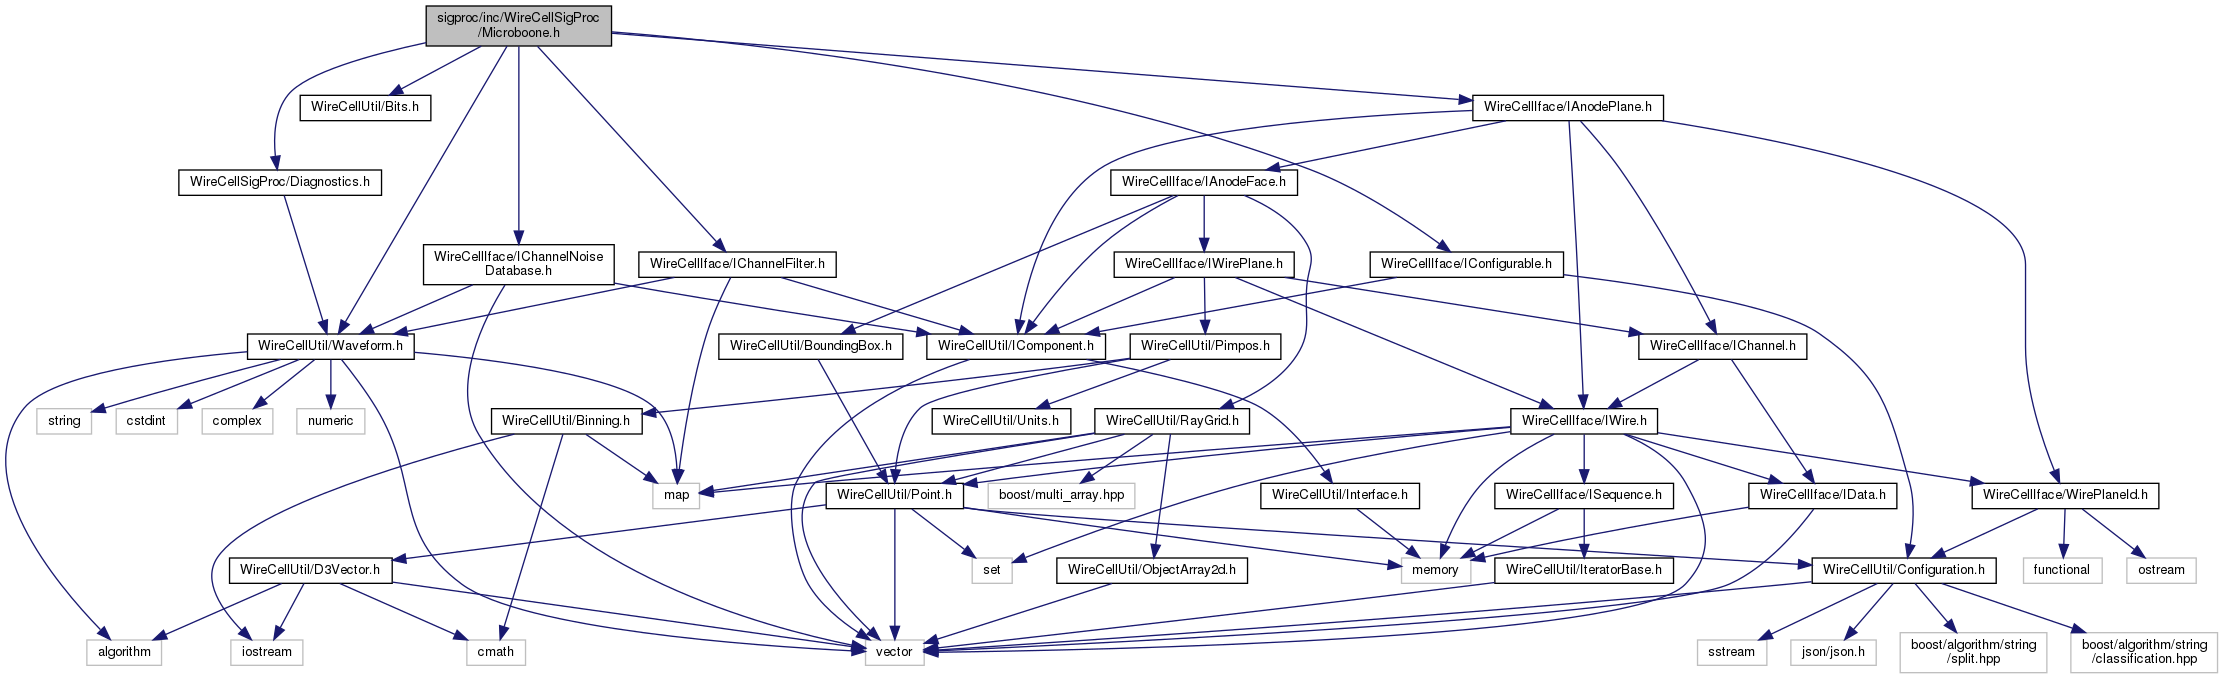 sigproc/inc/WireCellSigProc
/Microboone.h
WireCellUtil/Bits.h
WireCellIface/IAnodePlane.h
WireCellSigProc/Diagnostics.h
WireCellIface/IAnodeFace.h
WireCellIface/IChannelNoise
Database.h
WireCellIface/IChannelFilter.h
WireCellIface/IWirePlane.h
WireCellIface/IConfigurable.h
WireCellUtil/Waveform.h
WireCellUtil/BoundingBox.h
WireCellUtil/IComponent.h
WireCellUtil/Pimpos.h
WireCellIface/IChannel.h
string
cstdint
complex
numeric
WireCellUtil/Binning.h
WireCellUtil/Units.h
WireCellUtil/RayGrid.h
WireCellIface/IWire.h
map
WireCellUtil/Point.h
boost/multi_array.hpp
WireCellUtil/Interface.h
WireCellIface/ISequence.h
WireCellIface/IData.h
WireCellIface/WirePlaneId.h
WireCellUtil/D3Vector.h
set
WireCellUtil/ObjectArray2d.h
memory
WireCellUtil/IteratorBase.h
WireCellUtil/Configuration.h
functional
ostream
algorithm
iostream
cmath
vector
sstream
json/json.h
boost/algorithm/string
/split.hpp
boost/algorithm/string
/classification.hpp